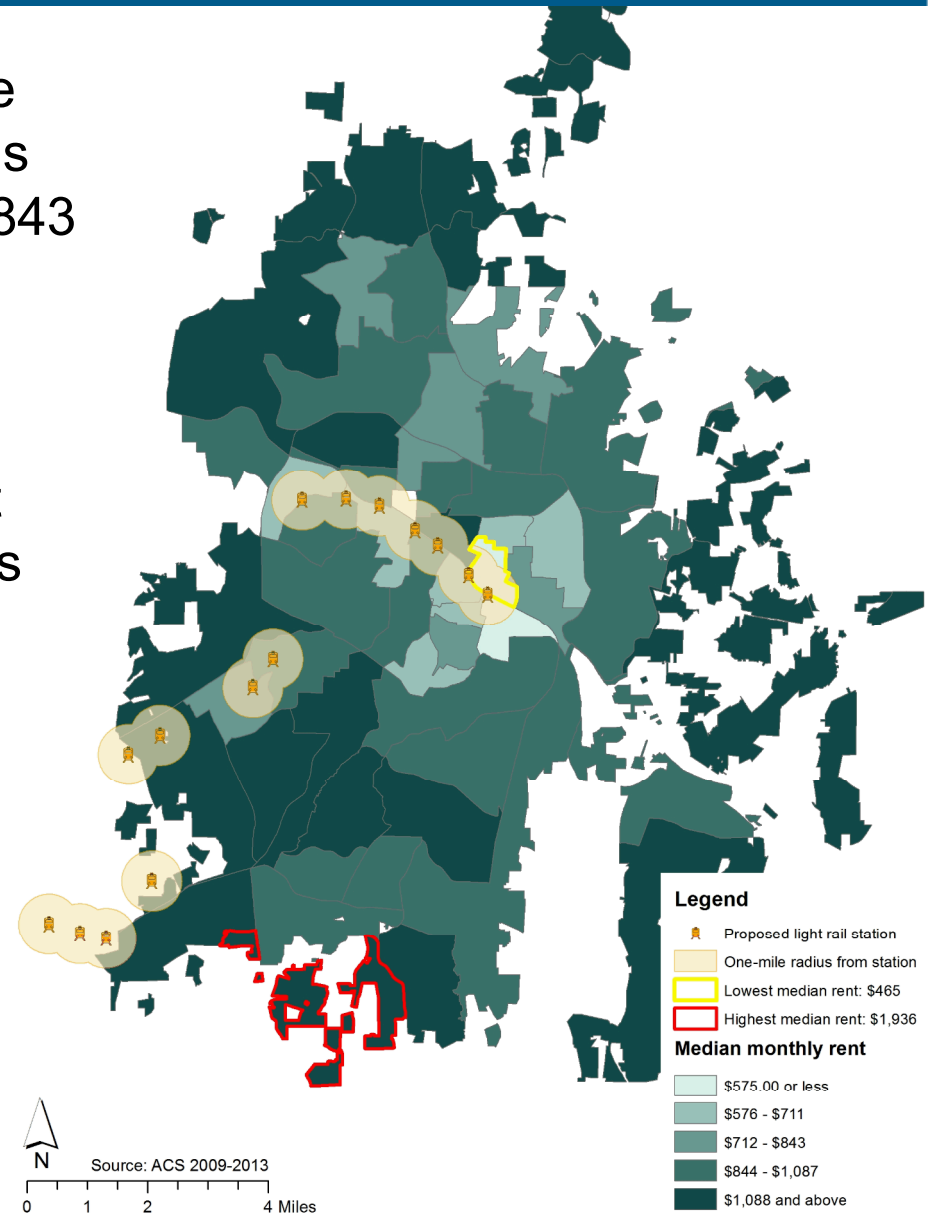 e
s
843
s
Legend
Proposed light rail station
One-mile radius from station
Lowest median rent: $465
Highest median rent: $1,936
Median monthly rent
$575.00 or less
$576 - $711
$712 - $843
$844 - $1,087
$1,088 and above
N
Source: ACS 2009-2013
0 1 2 4 Miles